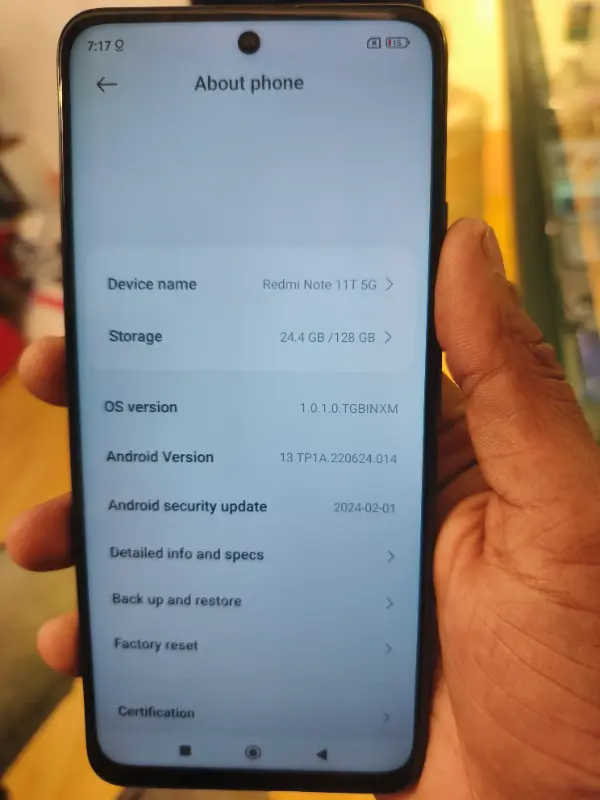 7:17
15
About phone
Device name Redmi Note 11T 5G
Storage 24.4 GB /128 GB
OS version 1.0.1.0.TGBINXM
Android Version 13 TP1A.220624.014
Android security update 2024-02-01
Detailed info and specs
Back up and restore
Factory reset
Certification